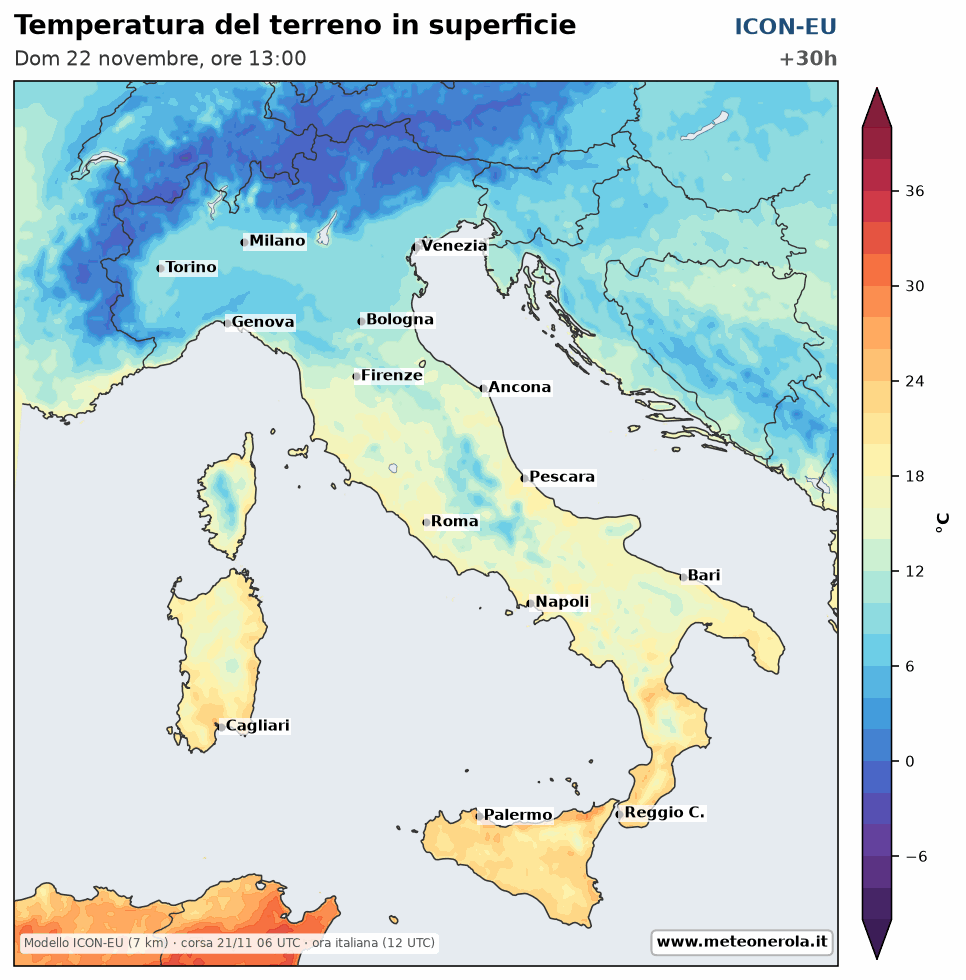 Temperatura del terreno in superficie
ICON-EU
Dom 22 novembre, ore 13:00
+30h
Milano
Venezia
Torino
Genova
Bologna
Firenze
Ancona
Pescara
Roma
Bari
Napoli
Cagliari
Palermo
Reggio C.
36
30
24
18
12
6
0
−6
°C
Modello ICON-EU (7 km) · corsa 21/11 06 UTC · ora italiana (12 UTC)
www.meteonerola.it